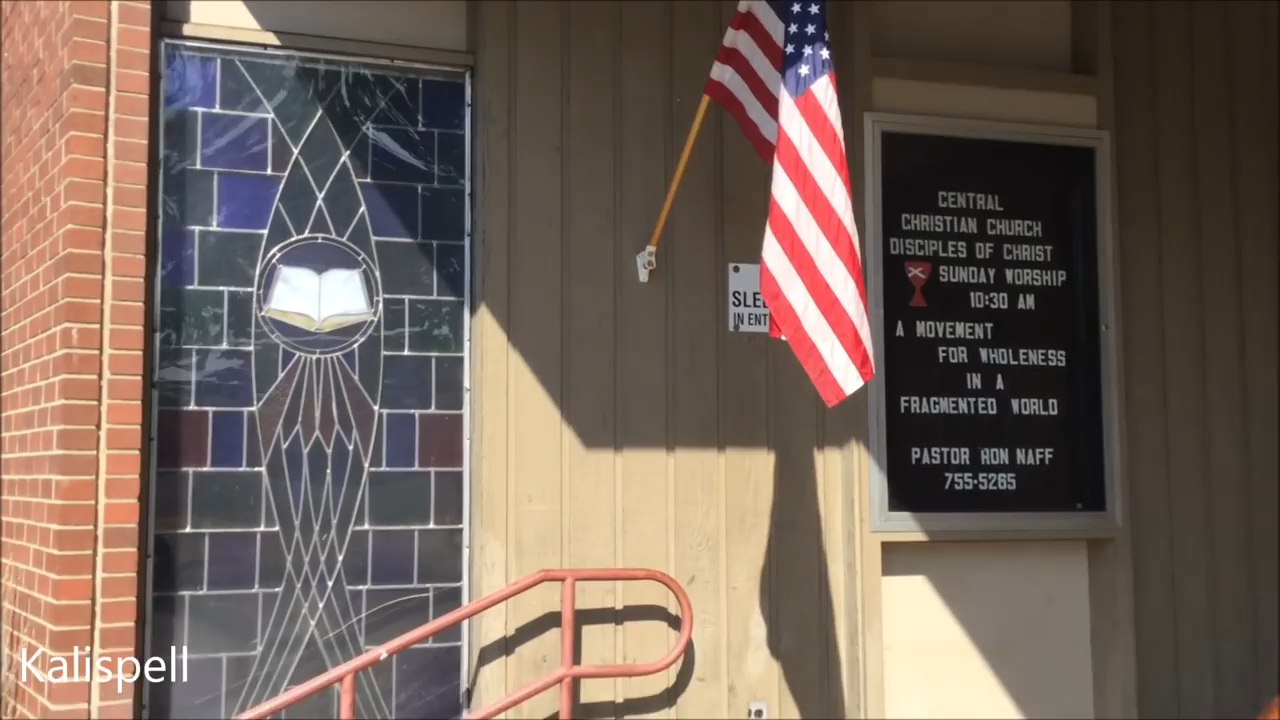 CENTRAL
CHRISTIAN CHURCH
DISCIPLES OF CHRIST
SUNDAY WORSHIP
10:30 AM
A MOVEMENT
FOR WHOLENESS
IN A
FRAGMENTED WORLD
PASTOR RON NAFF
755-5265
IN
Kalispell